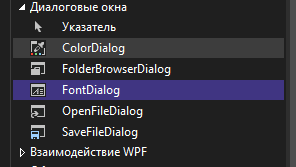 Диалоговые окна
Указатель
ColorDialog
FolderBrowserDialog
FontDialog
OpenFileDialog
SaveFileDialog
Взаимодействие WPF